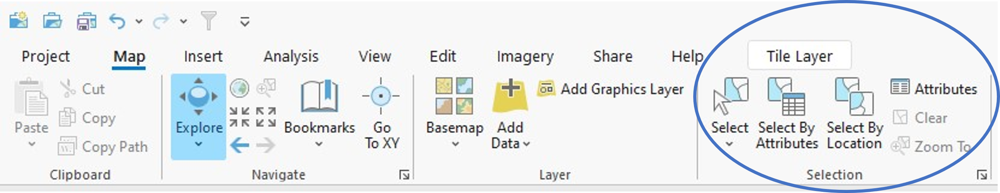 Project Map Insert Analysis View Edit Imagery Share Help Tile Layer
Paste
Cut
Copy
Copy Path
Clipboard
Explore
Bookmarks
Go
To XY
Navigate
Basemap
Add
Data
Add Graphics Layer
Layer
Select
Select By
Attributes
Select By
Location
Attributes
Clear
Zoom To
Selection